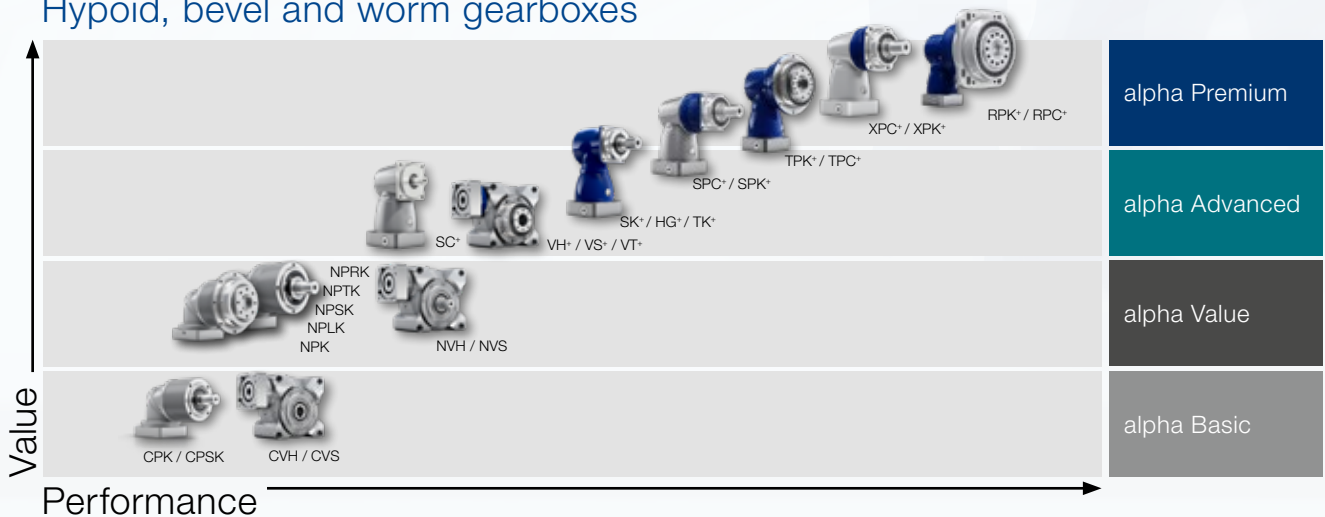 Hypoid, bevel and worm gearboxes
alpha Premium
RPK⁺ / RPC⁺
XPC⁺ / XPK⁺
TPK⁺ / TPC⁺
SPC⁺ / SPK⁺
alpha Advanced
SK⁺ / HG⁺ / TK⁺
SC⁺
VH⁺ / VS⁺ / VT⁺
NPRK
NPTK
NPSK
NPLK
NPK
NVH / NVS
alpha Value
CPK / CPSK
CVH / CVS
alpha Basic
Value
Performance